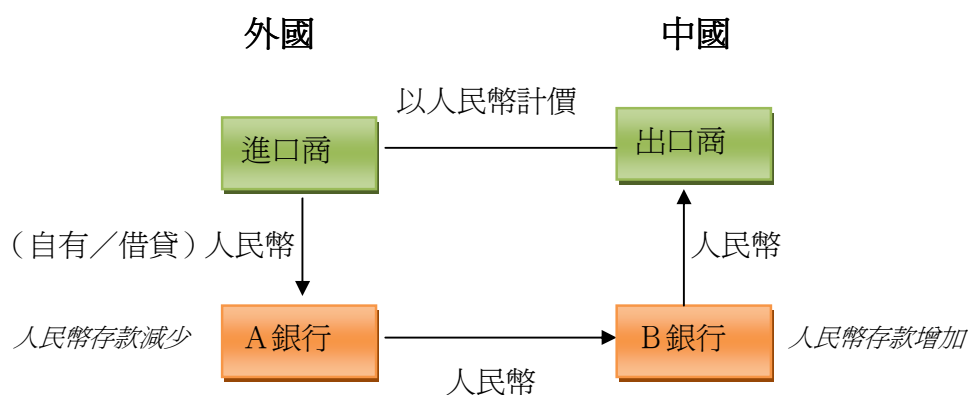 外國
中國
以人民幣計價
進口商
出口商
（自有／借貸）人民幣
人民幣
人民幣存款減少
A銀行
B銀行
人民幣存款增加
人民幣